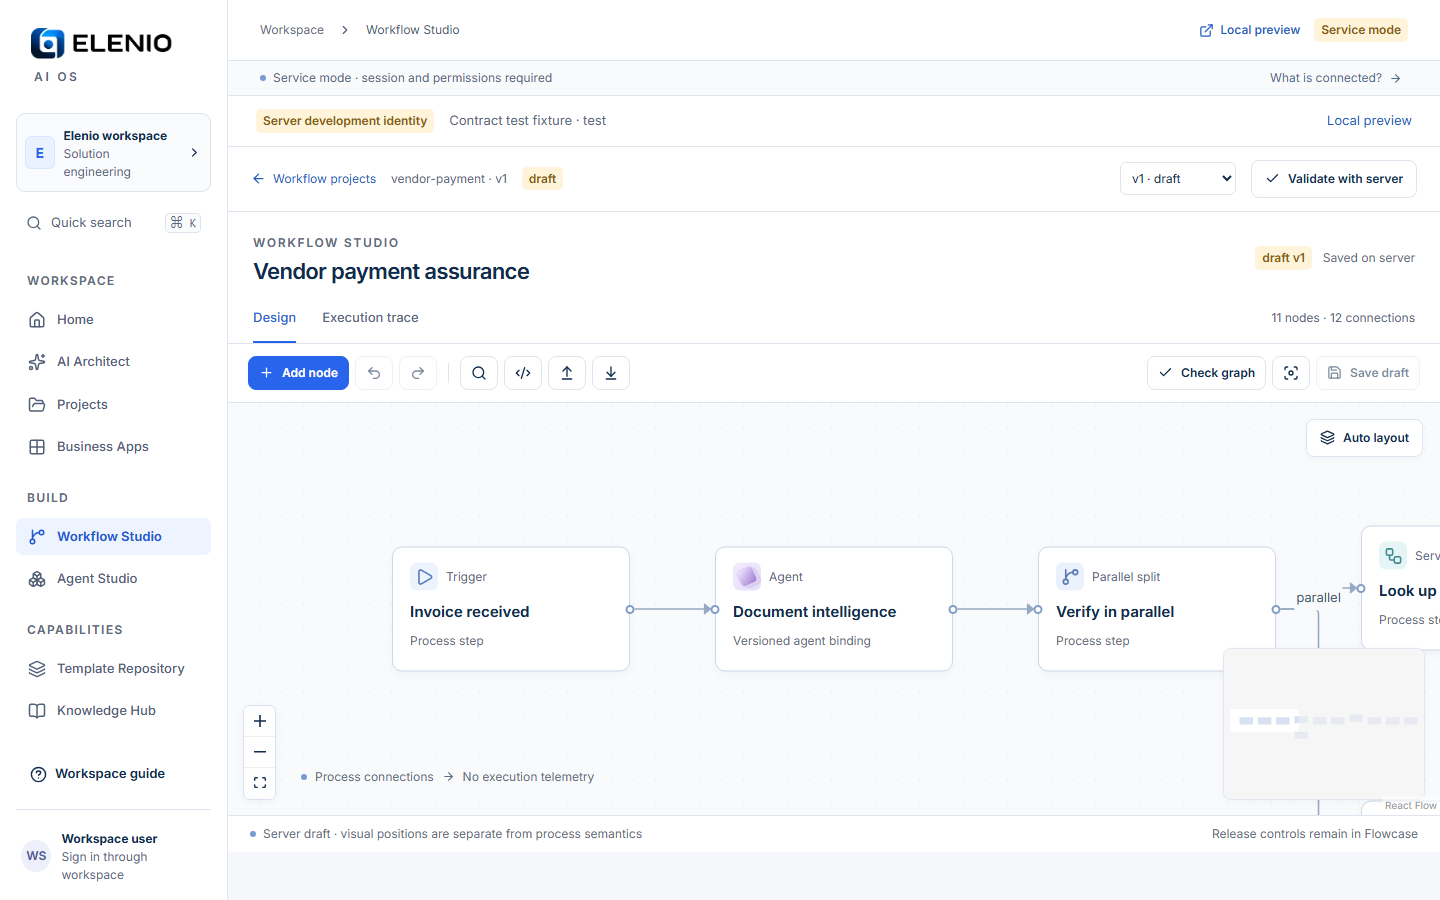 ELENIO
AI OS
E
Elenio workspace
Solution
engineering
Quick search
⌘ K
WORKSPACE
Home
AI Architect
Projects
Business Apps
BUILD
Workflow Studio
Agent Studio
CAPABILITIES
Template Repository
Knowledge Hub
Workspace guide
WS
Workspace user
Sign in through
workspace
Workspace > Workflow Studio
Local preview
Service mode
Service mode · session and permissions required
What is connected? →
Server development identity
Contract test fixture · test
Local preview
← Workflow projects
vendor-payment · v1
draft
v1 · draft
Validate with server
WORKFLOW STUDIO
Vendor payment assurance
draft v1
Saved on server
Design
Execution trace
11 nodes · 12 connections
+ Add node
Check graph
Save draft
Auto layout
Trigger
Invoice received
Process step
Agent
Document intelligence
Versioned agent binding
Parallel split
Verify in parallel
Process step
parallel
Serv
Look up
Process st
Process connections → No execution telemetry
React Flow
Server draft · visual positions are separate from process semantics
Release controls remain in Flowcase